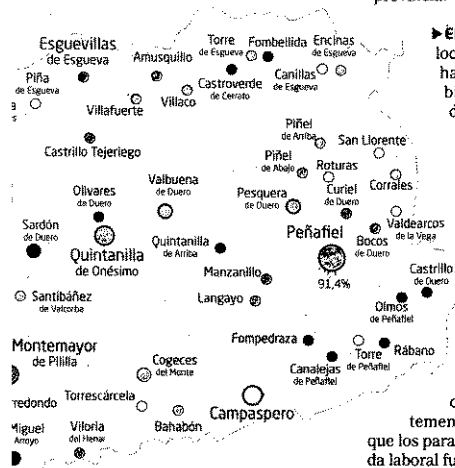 Esguevillas
de Esgueva
Piña
de Esgueva
Amusquillo
Torre
de Esgueva
Fombellida
Encinas
de Esgueva
Castroverde
de Cerrato
Canillas
de Esgueva
Villafuerte
Villaco
Castrillo Tejeriego
Piñel
de Arriba
San Llorente
Piñel
de Abajo
Roturas
Corrales
Olivares
de Duero
Valbuena
de Duero
Pesquera
de Duero
Curiel
de Duero
Valdearcos
de la Vega
Sardón
de Duero
Quintanilla
de Onésimo
Quintanilla
de Arriba
Peñafiel
91,4%
Bocos
de Duero
Manzanillo
Castrillo
de Duero
Santibáñez
de Valcorba
Langayo
Olmos
de Peñafiel
Montemayor
de Pililla
Cogeces
del Monte
Fompedraza
Canalejas
de Peñafiel
Torre
de Peñafiel
Rábano
redondo
Torrescárcela
Campaspero
Miguel
Arroyo
Viloria
del Henar
Bahabón
loc
ha
bi
d
temen
que los para
da laboral fu